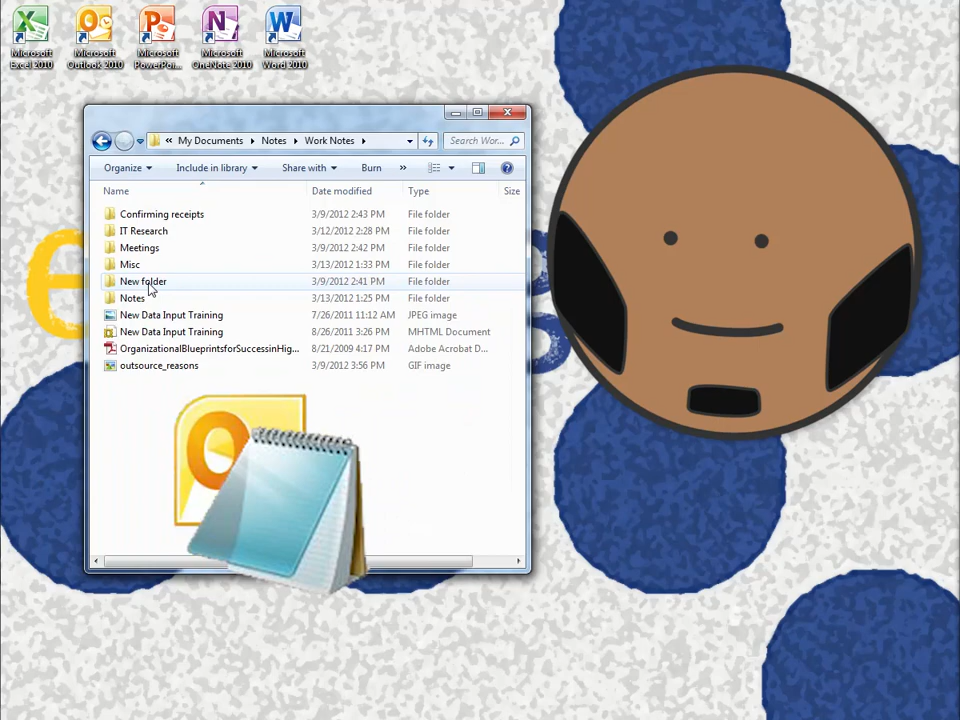 Microsoft Excel 2010
Microsoft Outlook 2010
Microsoft PowerPoi...
Microsoft OneNote 2010
Microsoft Word 2010
« My Documents Notes Work Notes
Search Wor...
Organize Include in library Share with Burn »
Name Date modified Type Size
Confirming receipts 3/9/2012 2:43 PM File folder
IT Research 3/12/2012 2:28 PM File folder
Meetings 3/9/2012 2:42 PM File folder
Misc 3/13/2012 1:33 PM File folder
New folder 3/9/2012 2:41 PM File folder
Notes 3/13/2012 1:25 PM File folder
New Data Input Training 7/26/2011 11:12 AM JPEG image
New Data Input Training 8/26/2011 3:26 PM MHTML Document
OrganizationalBlueprintsforSuccessinHig... 8/21/2009 4:17 PM Adobe Acrobat D...
outsource_reasons 3/9/2012 3:56 PM GIF image